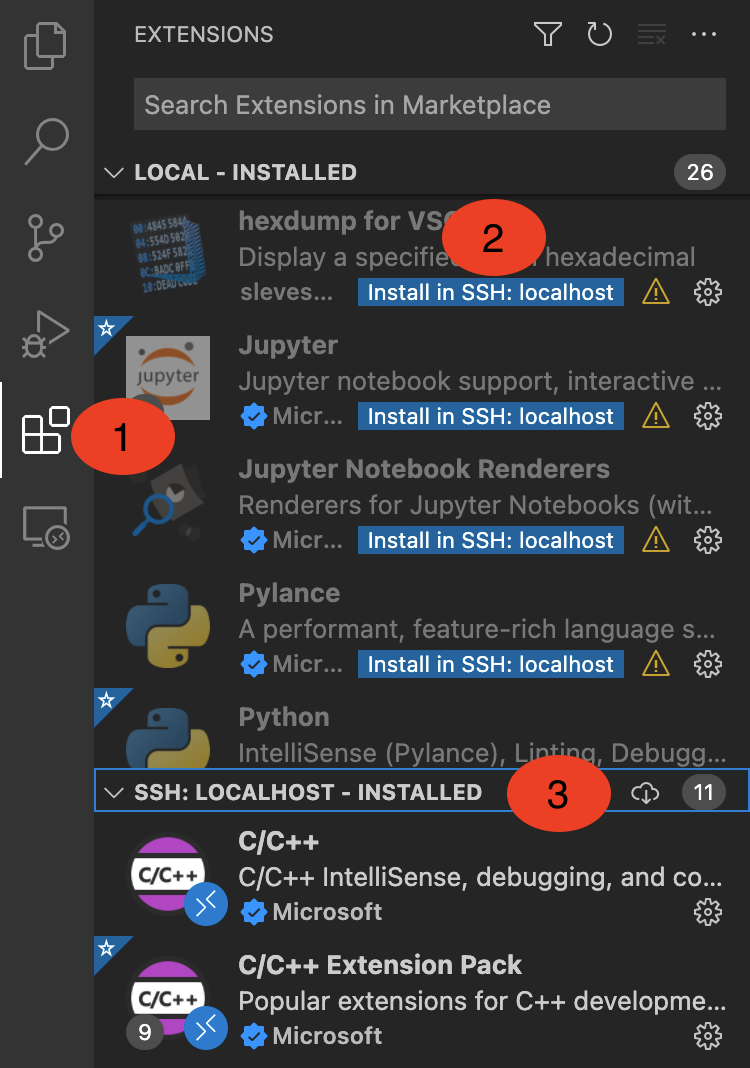 EXTENSIONS
Search Extensions in Marketplace
LOCAL - INSTALLED 26
hexdump for VS
2
Display a specifie hexadecimal
sleves... Install in SSH: localhost
Jupyter
jupyter
Jupyter notebook support, interactive ...
Micr... Install in SSH: localhost
1
Jupyter Notebook Renderers
Renderers for Jupyter Notebooks (wit...
Micr... Install in SSH: localhost
Pylance
A performant, feature-rich language s...
Micr... Install in SSH: localhost
Python
IntelliSense (Pylance), Linting, Debugg...
SSH: LOCALHOST - INSTALLED 3 11
C/C++
C/C++
C/C++ IntelliSense, debugging, and co...
Microsoft
C/C++ Extension Pack
C/C++
Popular extensions for C++ developme...
9 Microsoft